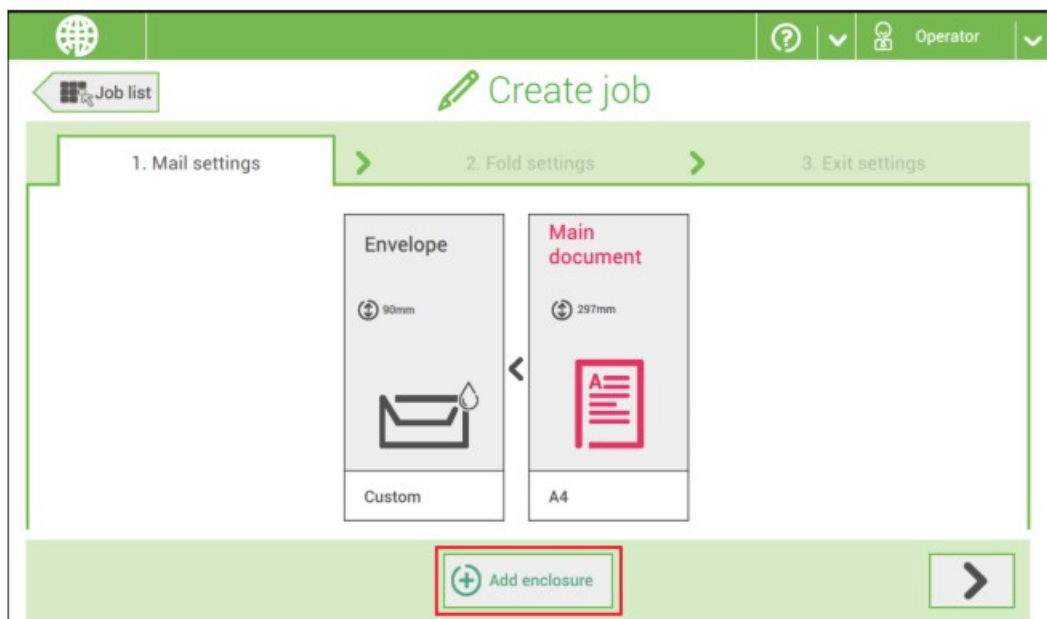 Operator
Job list
Create job
1. Mail settings
2. Fold settings
3. Exit settings
Envelope
90mm
Custom
Main
document
297mm
A
A4
Add enclosure